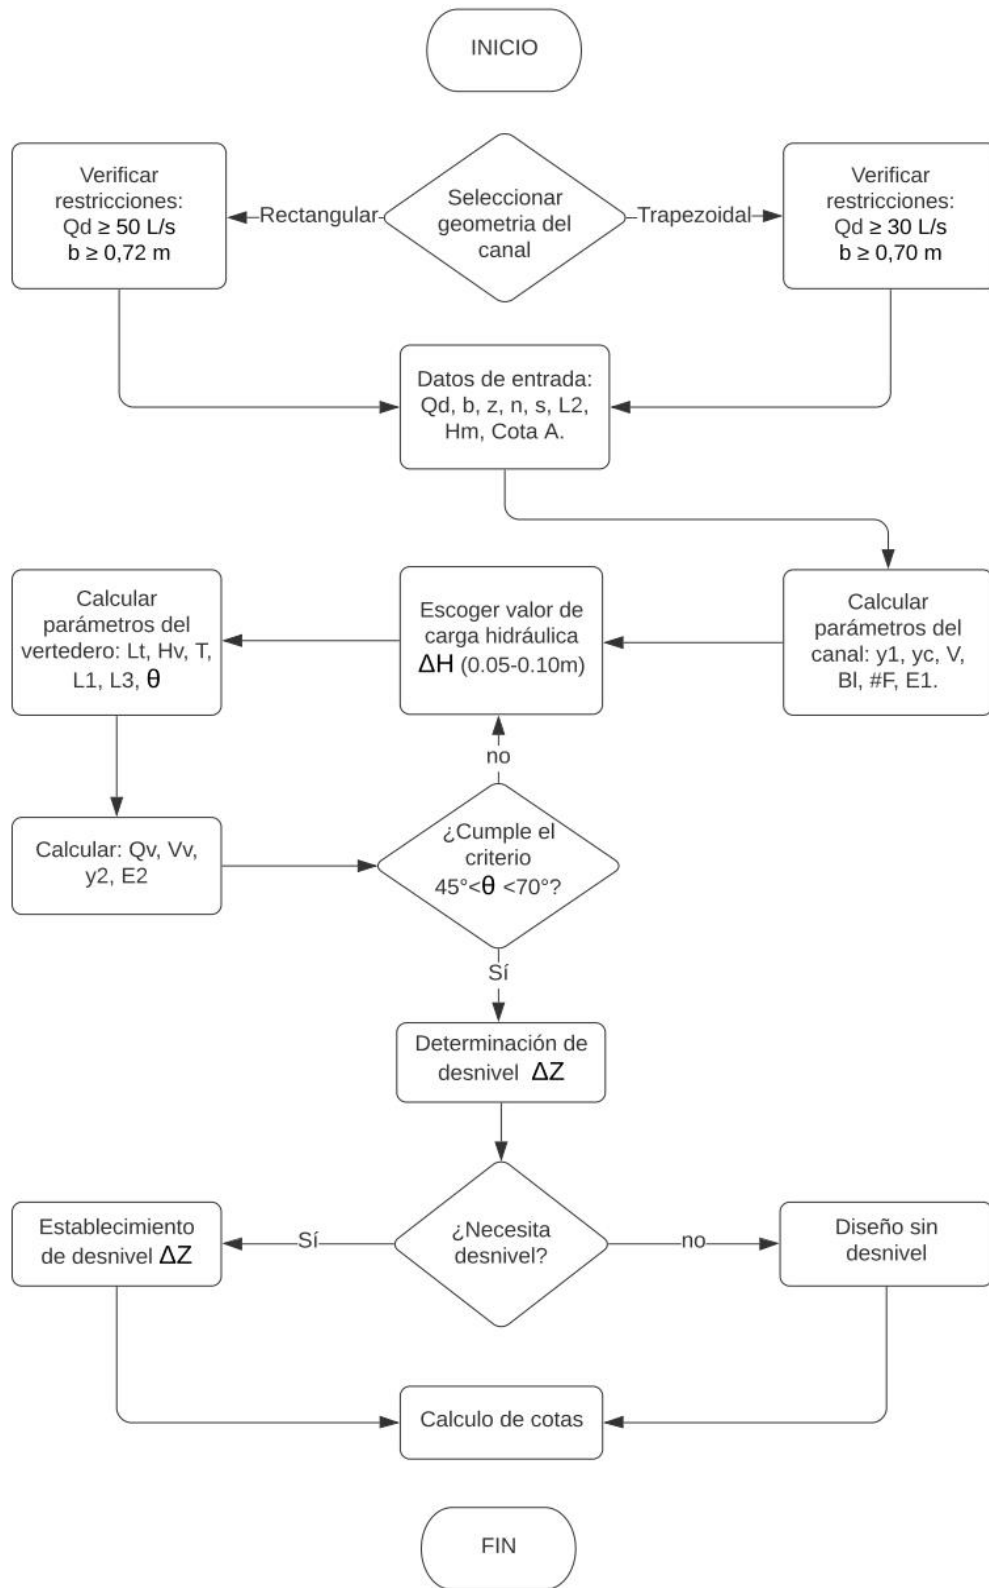 INICIO
Verificar
restricciones:
Qd ≥ 50 L/s
b ≥ 0,72 m
Rectangular
Seleccionar
geometria del
canal
Trapezoidal
Verificar
restricciones:
Qd ≥ 30 L/s
b ≥ 0,70 m
Datos de entrada:
Qd, b, z, n, s, L2,
Hm, Cota A.
Calcular
parámetros del
canal: y1, yc, V,
Bl, #F, E1.
Escoger valor de
carga hidráulica
ΔH (0.05-0.10m)
Calcular
parámetros del
vertedero: Lt, Hv, T,
L1, L3, θ
Calcular: Qv, Vv,
y2, E2
no
¿Cumple el
criterio
45°<θ <70°?
Sí
Determinación de
desnivel ΔZ
¿Necesita
desnivel?
Sí
Establecimiento
de desnivel ΔZ
no
Diseño sin
desnivel
Calculo de cotas
FIN